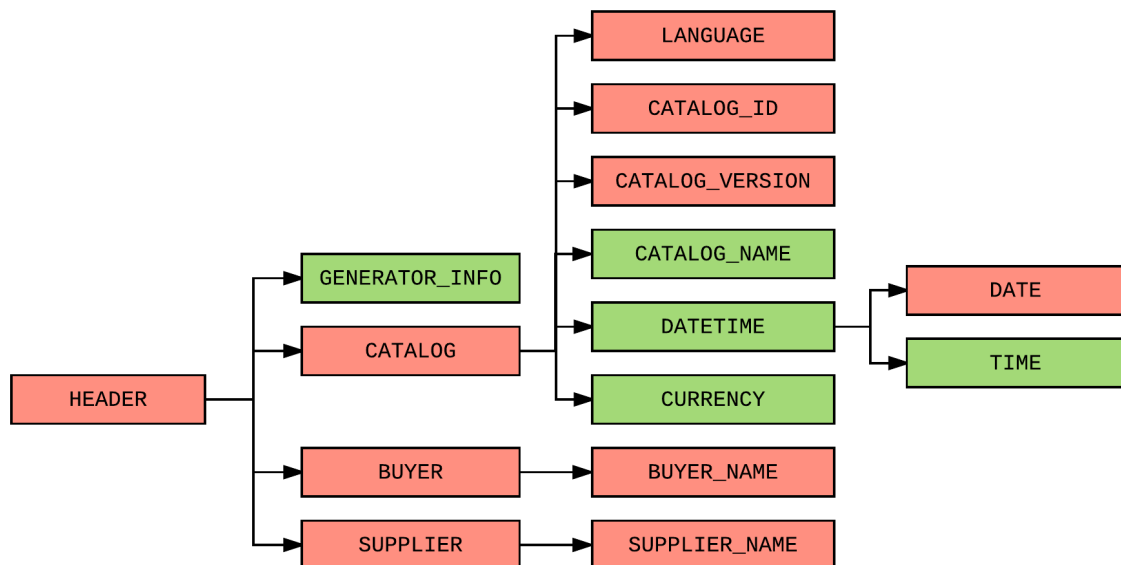 LANGUAGE
CATALOG_ID
CATALOG_VERSION
CATALOG_NAME
GENERATOR_INFO
DATE
DATETIME
CATALOG
TIME
HEADER
CURRENCY
BUYER
BUYER_NAME
SUPPLIER
SUPPLIER_NAME